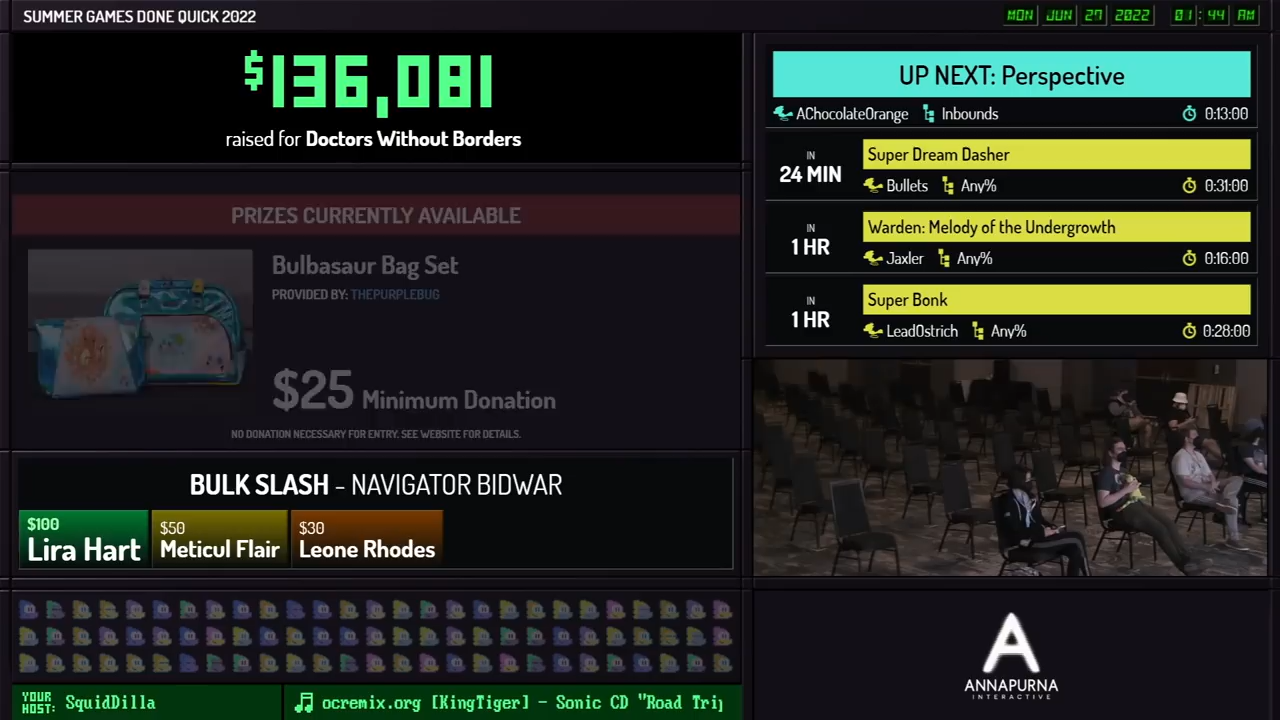 SUMMER GAMES DONE QUICK 2022
MON JUN 27 2022 01:44 AM
$136,081
raised for Doctors Without Borders
PRIZES CURRENTLY AVAILABLE
Bulbasaur Bag Set
PROVIDED BY: THEPURPLEBUG
$25 Minimum Donation
NO DONATION NECESSARY FOR ENTRY. SEE WEBSITE FOR DETAILS.
BULK SLASH - NAVIGATOR BIDWAR
$100
Lira Hart
$50
Meticul Flair
$30
Leone Rhodes
YOUR HOST: SquidDilla
ocremix.org [KingTiger] - Sonic CD "Road Trip
UP NEXT: Perspective
AChocolateOrange Inbounds 0:13:00
IN
24 MIN
Super Dream Dasher
Bullets Any% 0:31:00
IN
1 HR
Warden: Melody of the Undergrowth
Jaxler Any% 0:16:00
IN
1 HR
Super Bonk
LeadOstrich Any% 0:28:00
A
ANNAPURNA
INTERACTIVE